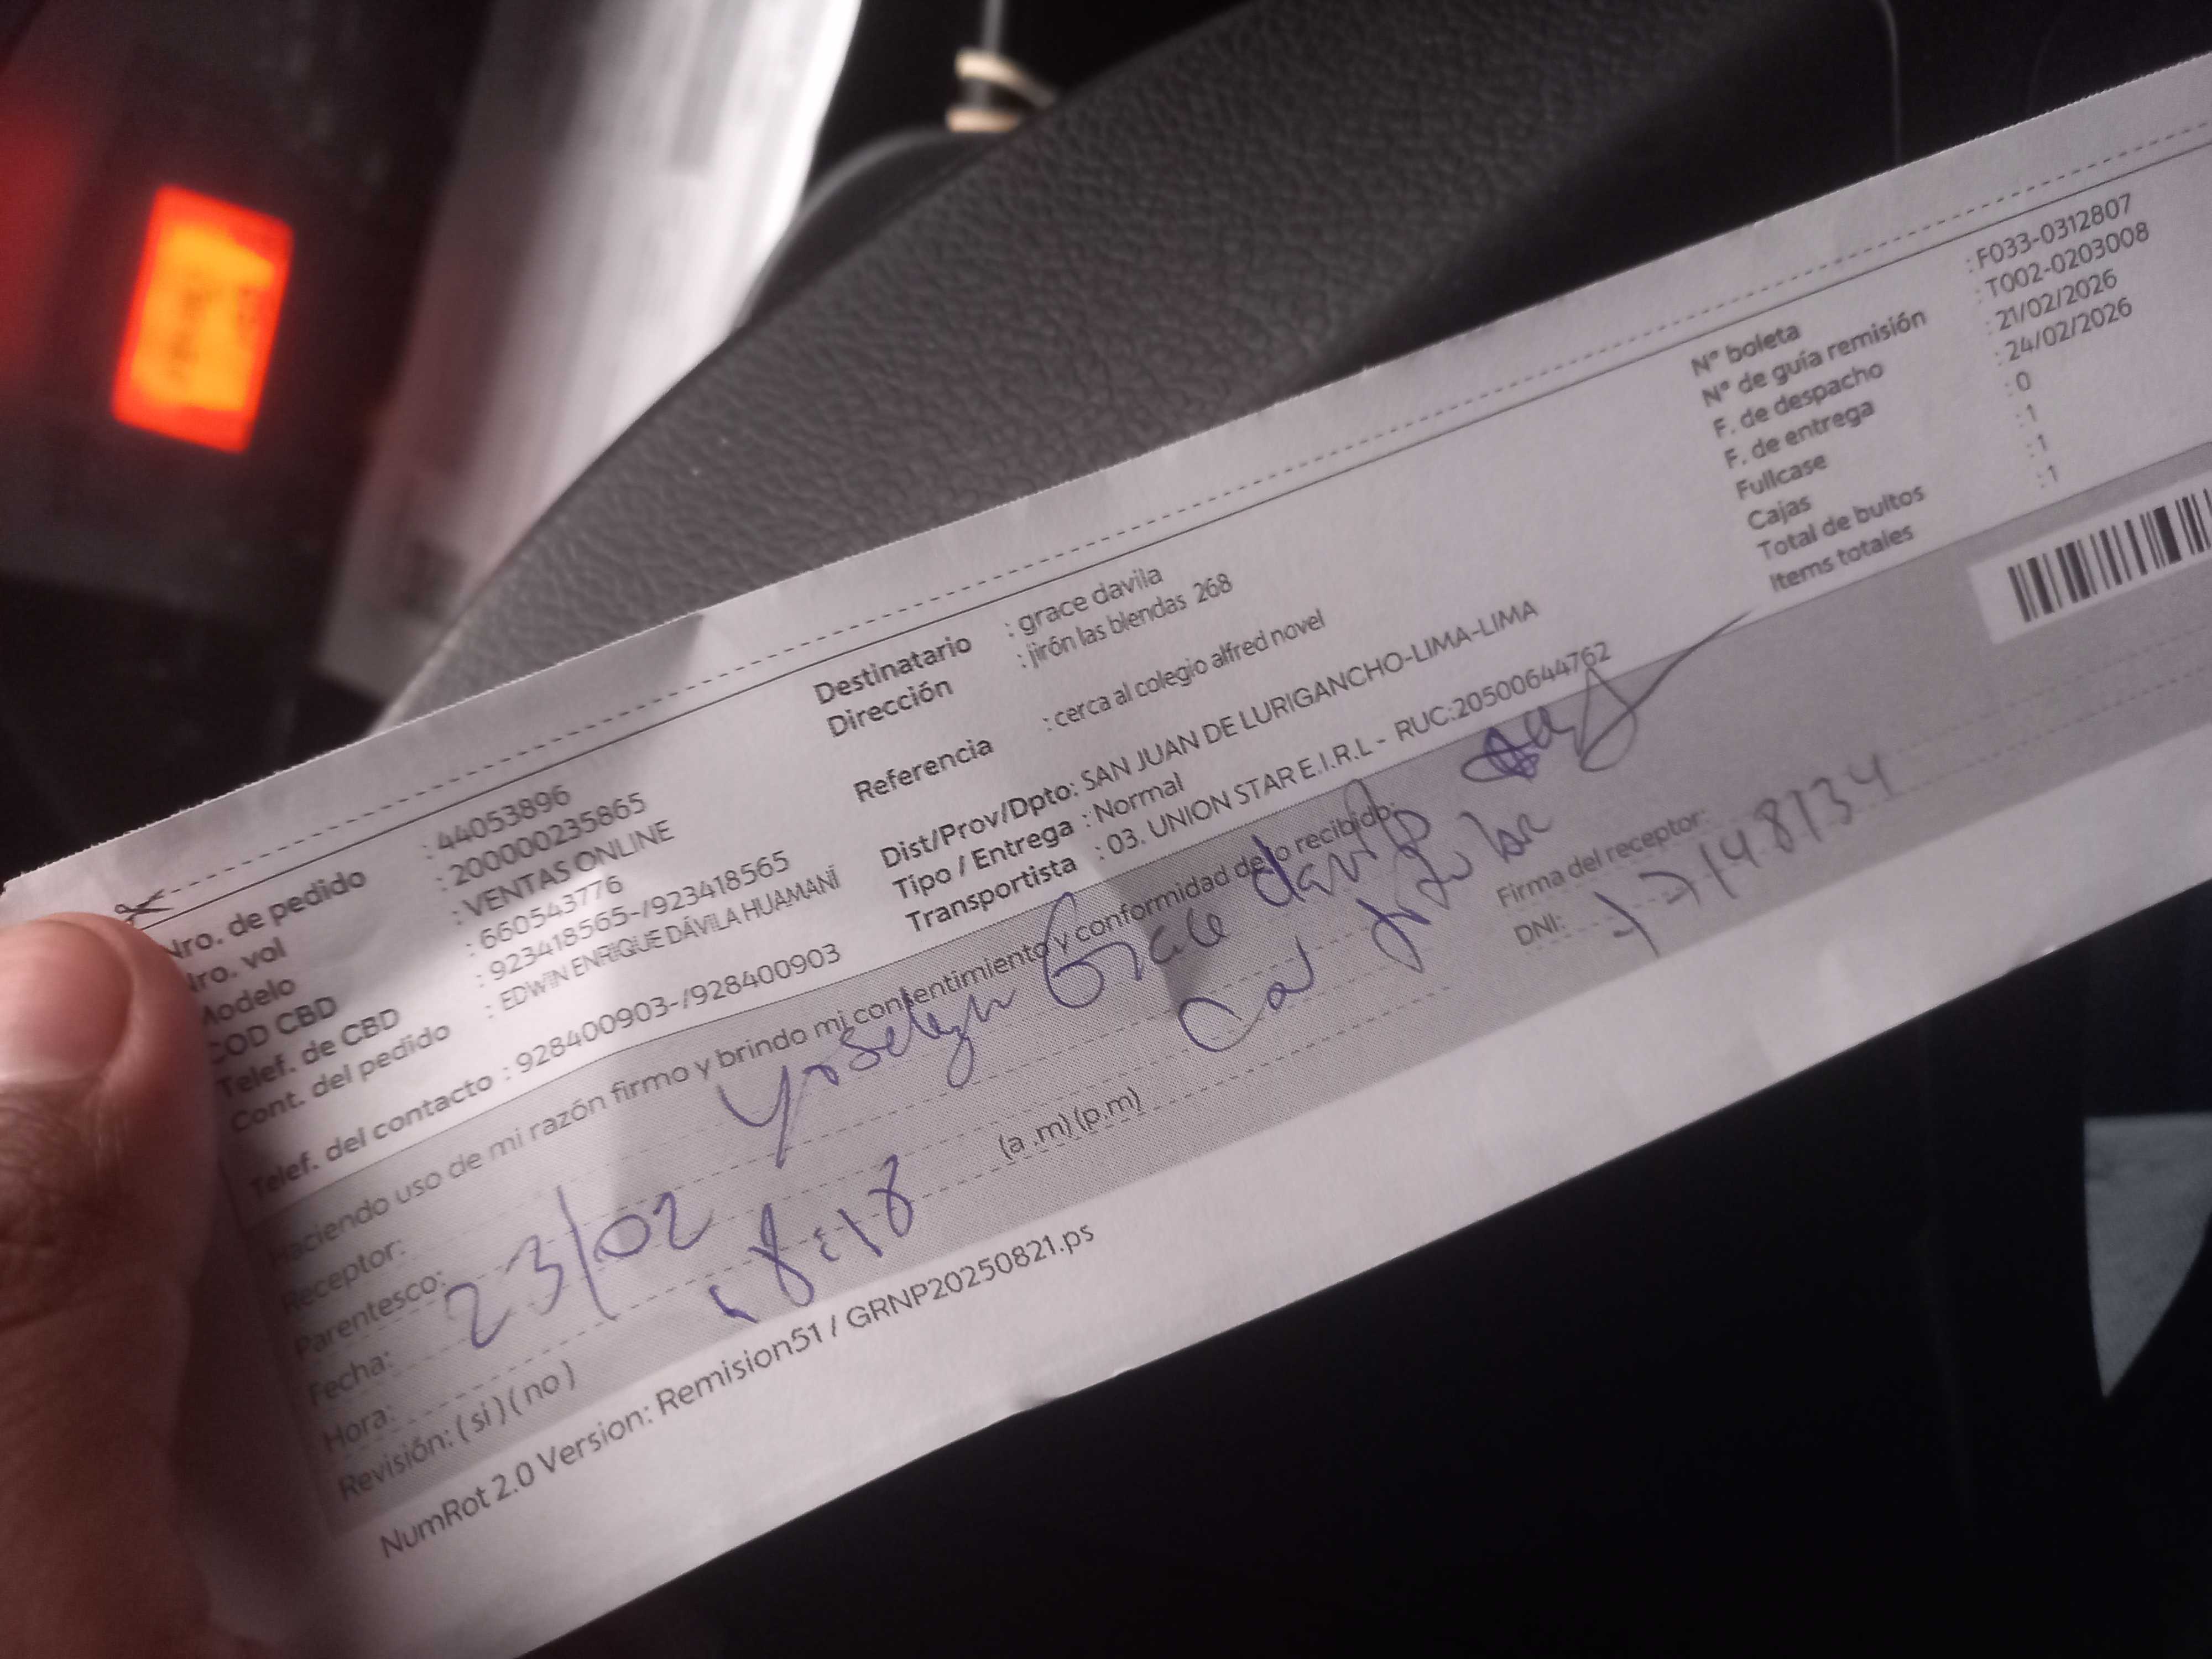 Nro. de pedido : 44053896
Nro. vol : 200000235865
Modelo : VENTAS ONLINE
COD CBD : 660543776
Telef. de CBD : 923418565-/923418565
Cont. del pedido : EDWIN ENRIQUE DÁVILA HUAMANÍ
Telef. del contacto : 928400903-/928400903
Destinatario : grace davila
Dirección : jirón las blendas 268
Referencia : cerca al colegio alfred novel
Dist/Prov/Dpto: SAN JUAN DE LURIGANCHO-LIMA-LIMA
Tipo / Entrega : Normal
Transportista : 03. UNION STAR E.I.R.L - RUC:20500644762
N° boleta : F033-0312807
N° de guía remisión : T002-0203008
F. de despacho : 21/02/2026
F. de entrega : 24/02/2026
Fullcase : 0
Cajas : 1
Total de bultos : 1
Items totales : 1
Haciendo uso de mi razón firmo y brindo mi consentimiento y conformidad de lo recibido:
Receptor: Yoselyn Grace davila
Parentesco:
Fecha: 23/02
Hora: 18:18 (a .m) (p.m)
Revisión: ( si ) ( no )
Firma del receptor:
DNI: 77148134
NumRot 2.0 Version: Remision51 / GRNP20250821.ps